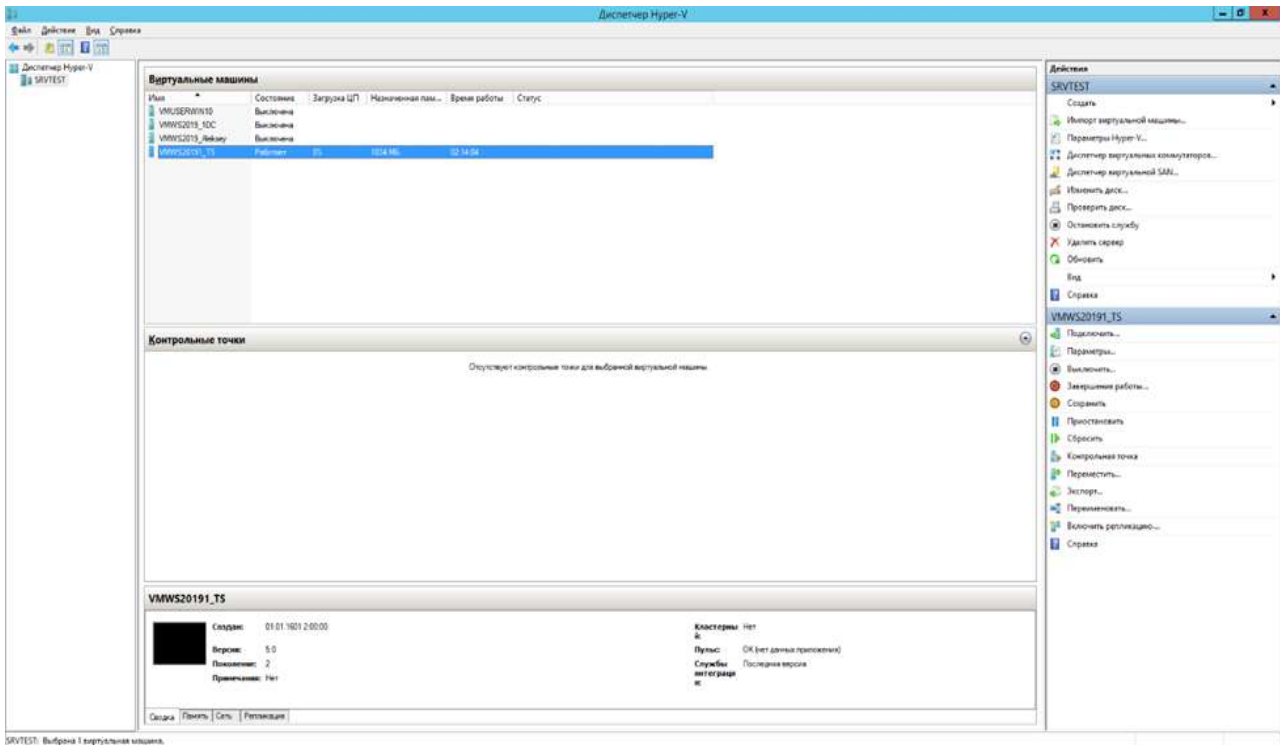 Диспетчер Hyper-V
Файл Действие Вид Справка
Диспетчер Hyper-V
SRVTEST
Виртуальные машины
Имя Состояние Загрузка ЦП Назначенная пам... Время работы Статус
VMUSERWIN10 Выключена
VMWS2019_1DC Выключена
VMWS2019_Aleksey Выключена
VMWS20191_TS Работает 0% 1024 МБ 02:14:04
Контрольные точки
Отсутствуют контрольные точки для выбранной виртуальной машины.
VMWS20191_TS
Создан: 01.01.1601 2:00:00
Версия: 5.0
Поколение: 2
Примечания: Нет
Кластерный: Нет
Пульс: ОК (нет данных приложения)
Службы интеграции: Последняя версия
Сводка Память Сеть Репликация
Действия
SRVTEST
Создать
Импорт виртуальной машины...
Параметры Hyper-V...
Диспетчер виртуальных коммутаторов...
Диспетчер виртуальной SAN...
Изменить диск...
Проверить диск...
Остановить службу
Удалить сервер
Обновить
Вид
Справка
VMWS20191_TS
Подключить...
Параметры...
Выключить...
Завершение работы...
Сохранить
Приостановить
Сбросить
Контрольная точка
Переместить...
Экспорт...
Переименовать...
Включить репликацию...
Справка
SRVTEST: Выбрана 1 виртуальная машина.